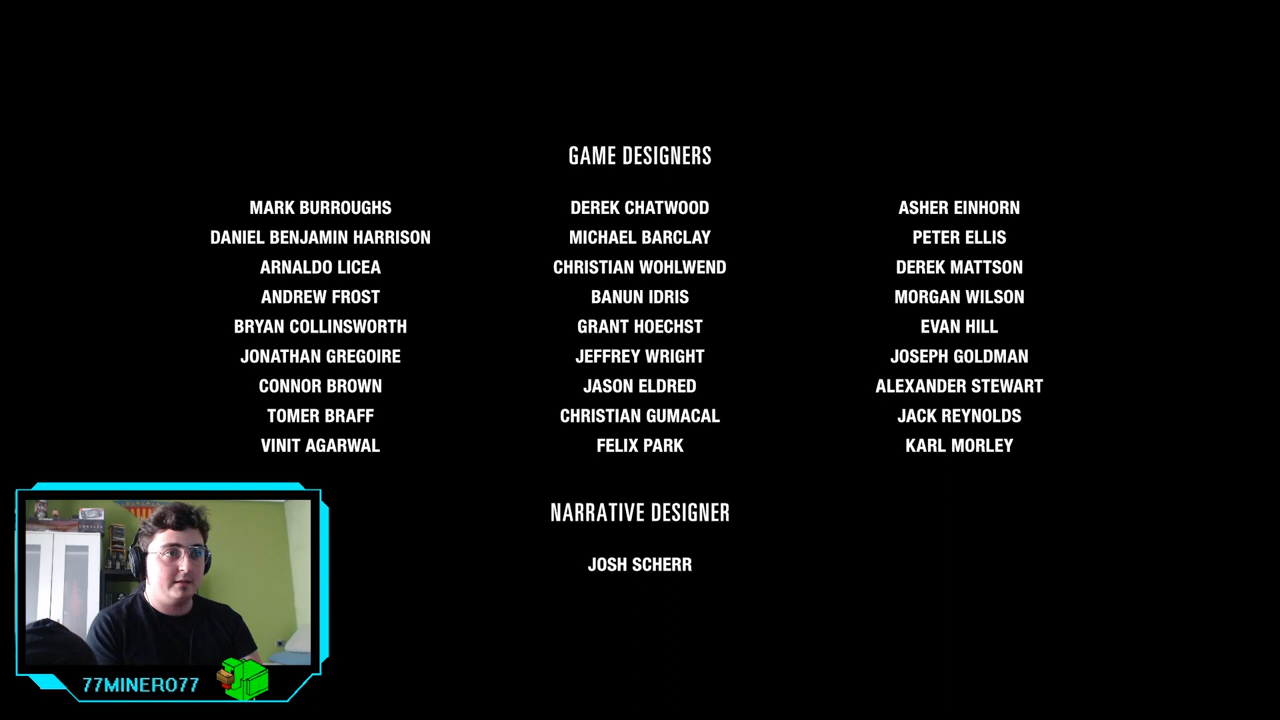 GAME DESIGNERS
MARK BURROUGHS
DANIEL BENJAMIN HARRISON
ARNALDO LICEA
ANDREW FROST
BRYAN COLLINSWORTH
JONATHAN GREGOIRE
CONNOR BROWN
TOMER BRAFF
VINIT AGARWAL
DEREK CHATWOOD
MICHAEL BARCLAY
CHRISTIAN WOHLWEND
BANUN IDRIS
GRANT HOECHST
JEFFREY WRIGHT
JASON ELDRED
CHRISTIAN GUMACAL
FELIX PARK
ASHER EINHORN
PETER ELLIS
DEREK MATTSON
MORGAN WILSON
EVAN HILL
JOSEPH GOLDMAN
ALEXANDER STEWART
JACK REYNOLDS
KARL MORLEY
NARRATIVE DESIGNER
JOSH SCHERR
77MINERO77